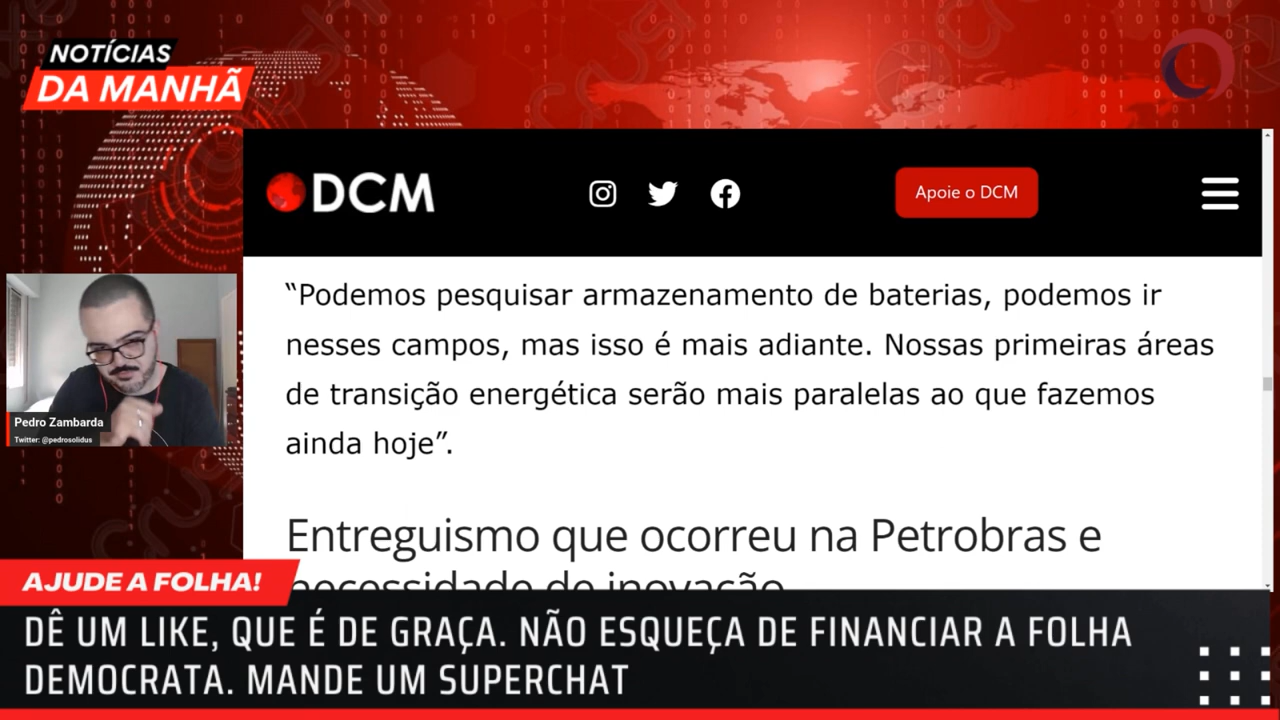 NOTÍCIAS
DA MANHÃ
DCM
Apoie o DCM
“Podemos pesquisar armazenamento de baterias, podemos ir
nesses campos, mas isso é mais adiante. Nossas primeiras áreas
de transição energética serão mais paralelas ao que fazemos
ainda hoje”.
Entreguismo que ocorreu na Petrobras e
necessidade de inovação
Pedro Zambarda
Twitter: @pedrosolidus
AJUDE A FOLHA!
DÊ UM LIKE, QUE É DE GRAÇA. NÃO ESQUEÇA DE FINANCIAR A FOLHA
DEMOCRATA. MANDE UM SUPERCHAT